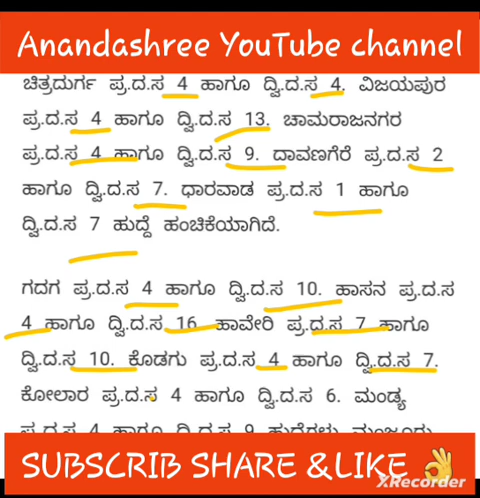 Anandashree YouTube channel
ಚಿತ್ರದುರ್ಗ ಪ್ರ.ದ.ಸ 4 ಹಾಗೂ ದ್ವಿ.ದ.ಸ 4. ವಿಜಯಪುರ
ಪ್ರ.ದ.ಸ 4 ಹಾಗೂ ದ್ವಿ.ದ.ಸ 13. ಚಾಮರಾಜನಗರ
ಪ್ರ.ದ.ಸ 4 ಹಾಗೂ ದ್ವಿ.ದ.ಸ 9. ದಾವಣಗೆರೆ ಪ್ರ.ದ.ಸ 2
ಹಾಗೂ ದ್ವಿ.ದ.ಸ 7. ಧಾರವಾಡ ಪ್ರ.ದ.ಸ 1 ಹಾಗೂ
ದ್ವಿ.ದ.ಸ 7 ಹುದ್ದೆ ಹಂಚಿಕೆಯಾಗಿದೆ.
ಗದಗ ಪ್ರ.ದ.ಸ 4 ಹಾಗೂ ದ್ವಿ.ದ.ಸ 10. ಹಾಸನ ಪ್ರ.ದ.ಸ
4 ಹಾಗೂ ದ್ವಿ.ದ.ಸ 16 ಹಾವೇರಿ ಪ್ರ.ದ.ಸ 7 ಹಾಗೂ
ದ್ವಿ.ದ.ಸ 10. ಕೊಡಗು ಪ್ರ.ದ.ಸ 4 ಹಾಗೂ ದ್ವಿ.ದ.ಸ 7.
ಕೋಲಾರ ಪ್ರ.ದ.ಸ 4 ಹಾಗೂ ದ್ವಿ.ದ.ಸ 6. ಮಂಡ್ಯ
SUBSCRIB SHARE &LIKE 👌
XRecorder